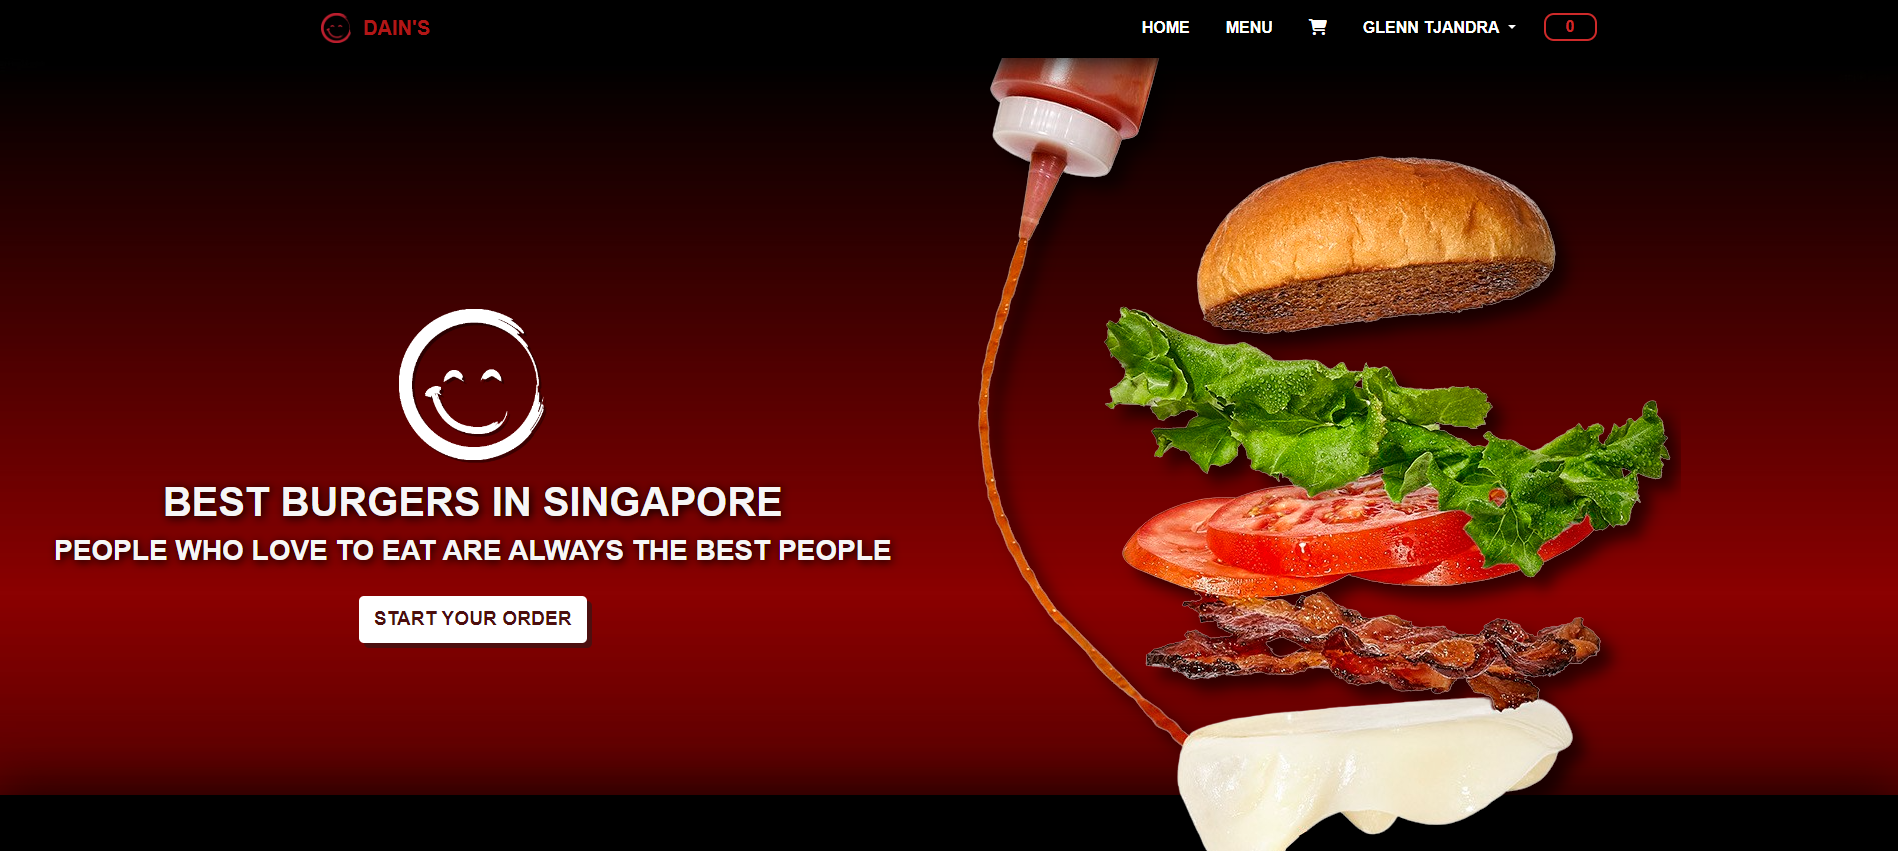 DAIN'S
HOME MENU GLENN TJANDRA 0
BEST BURGERS IN SINGAPORE
PEOPLE WHO LOVE TO EAT ARE ALWAYS THE BEST PEOPLE
START YOUR ORDER